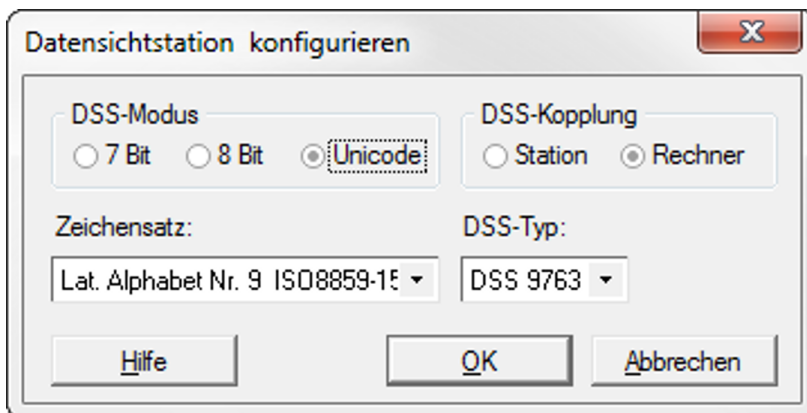 Datensichtstation konfigurieren
DSS-Modus
DSS-Kopplung
7 Bit 8 Bit Unicode
Station Rechner
Zeichensatz:
DSS-Typ:
Lat. Alphabet Nr. 9 ISO8859-15
DSS 9763
Hilfe
OK
Abbrechen